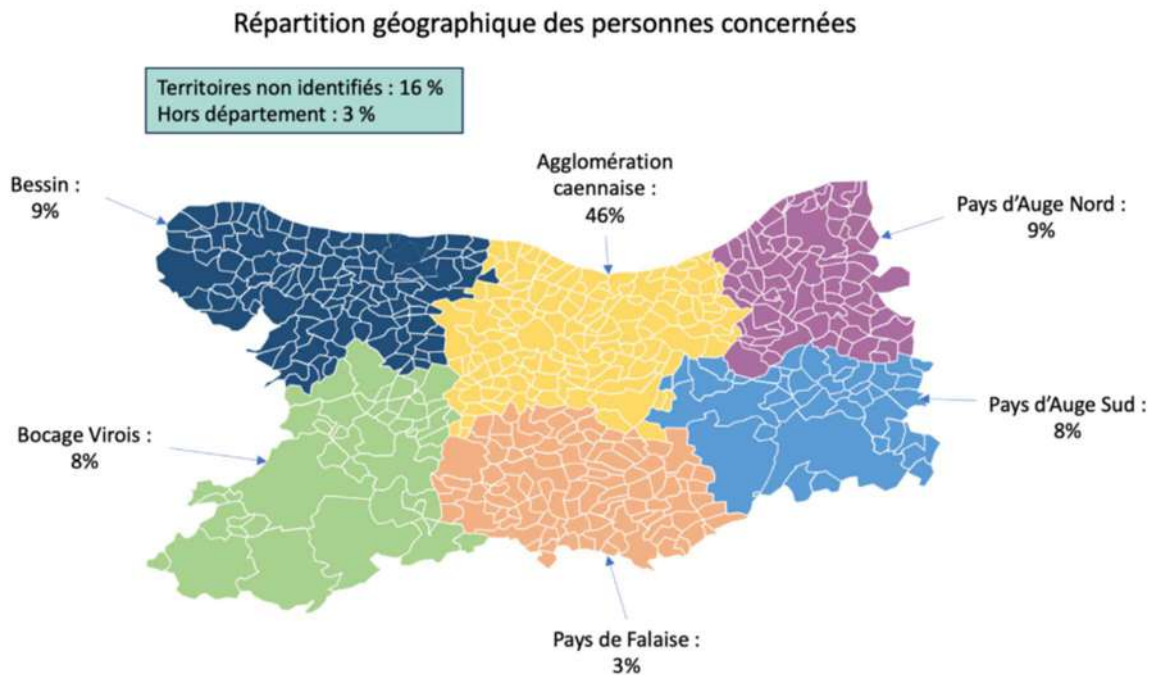 Répartition géographique des personnes concernées
Territoires non identifiés : 16 %
Hors département : 3 %
Agglomération
caennaise :
46%
Bessin :
9%
Pays d'Auge Nord :
9%
Pays d'Auge Sud :
8%
Bocage Virois :
8%
Pays de Falaise :
3%